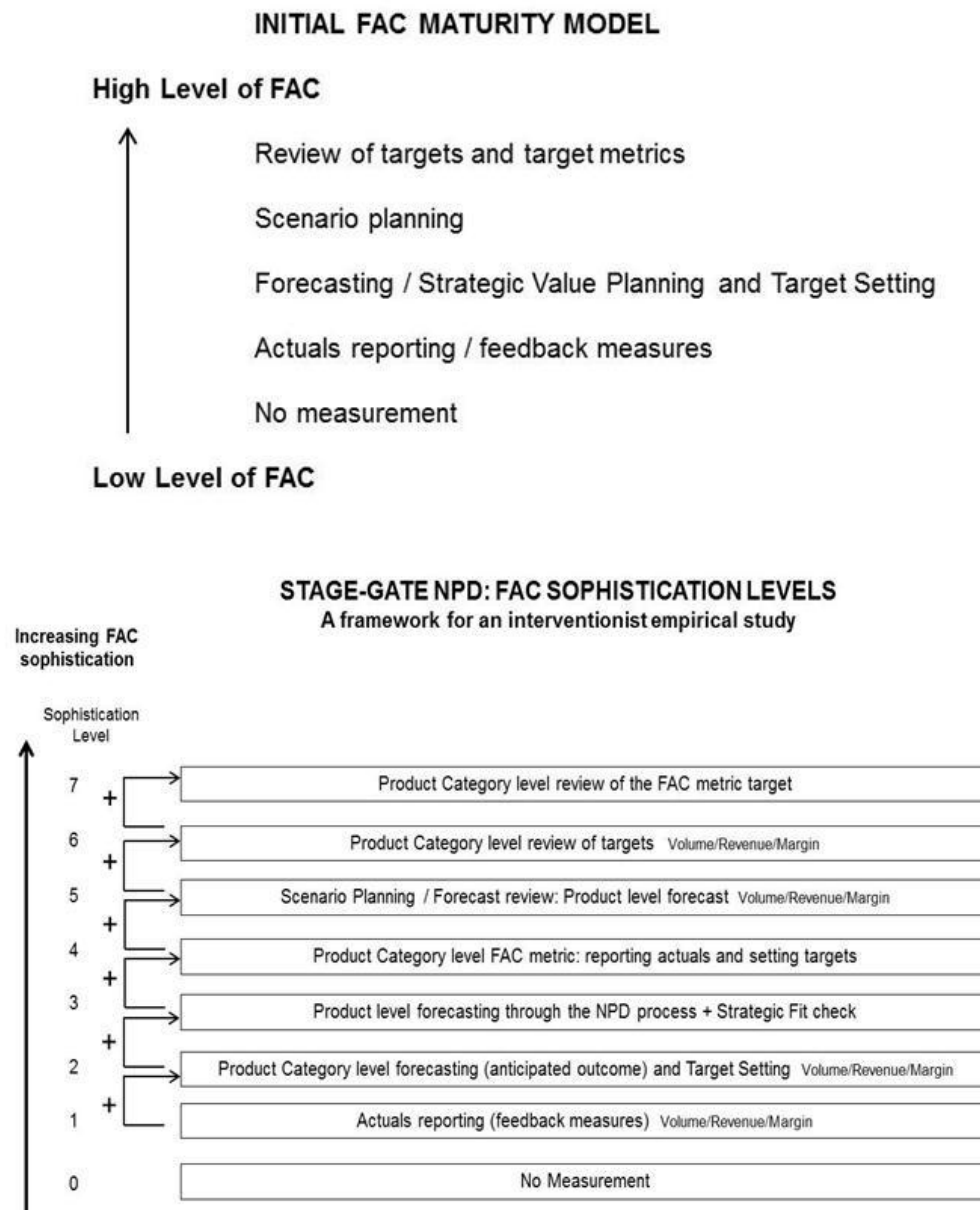 INITIAL FAC MATURITY MODEL
High Level of FAC
Review of targets and target metrics
Scenario planning
Forecasting / Strategic Value Planning and Target Setting
Actuals reporting / feedback measures
No measurement
Low Level of FAC
STAGE-GATE NPD: FAC SOPHISTICATION LEVELS
A framework for an interventionist empirical study
Increasing FAC
sophistication
Sophistication
Level
7
+
Product Category level review of the FAC metric target
6
+
Product Category level review of targets Volume/Revenue/Margin
5
+
Scenario Planning / Forecast review: Product level forecast Volume/Revenue/Margin
4
+
Product Category level FAC metric: reporting actuals and setting targets
3
+
Product level forecasting through the NPD process + Strategic Fit check
2
+
Product Category level forecasting (anticipated outcome) and Target Setting Volume/Revenue/Margin
1
Actuals reporting (feedback measures) Volume/Revenue/Margin
0
No Measurement